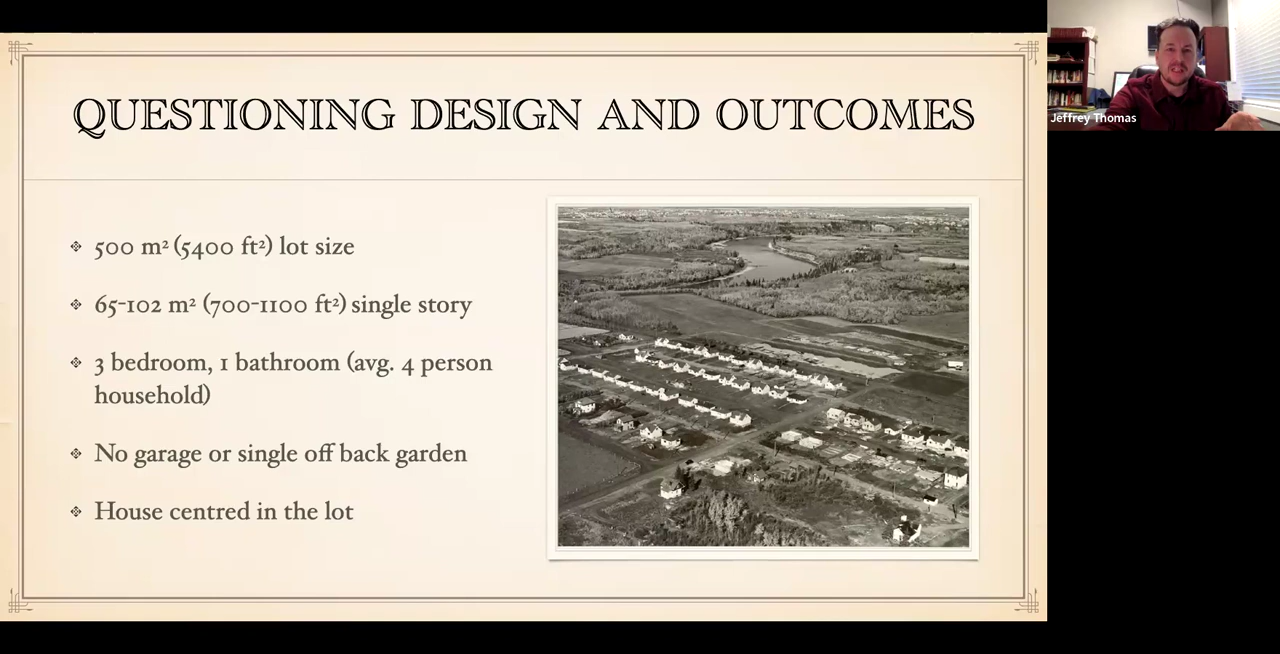 QUESTIONING DESIGN AND OUTCOMES
Jeffrey Thomas
500 m² (5400 ft²) lot size
65-102 m² (700-1100 ft²) single story
3 bedroom, 1 bathroom (avg. 4 person
household)
No garage or single off back garden
House centred in the lot